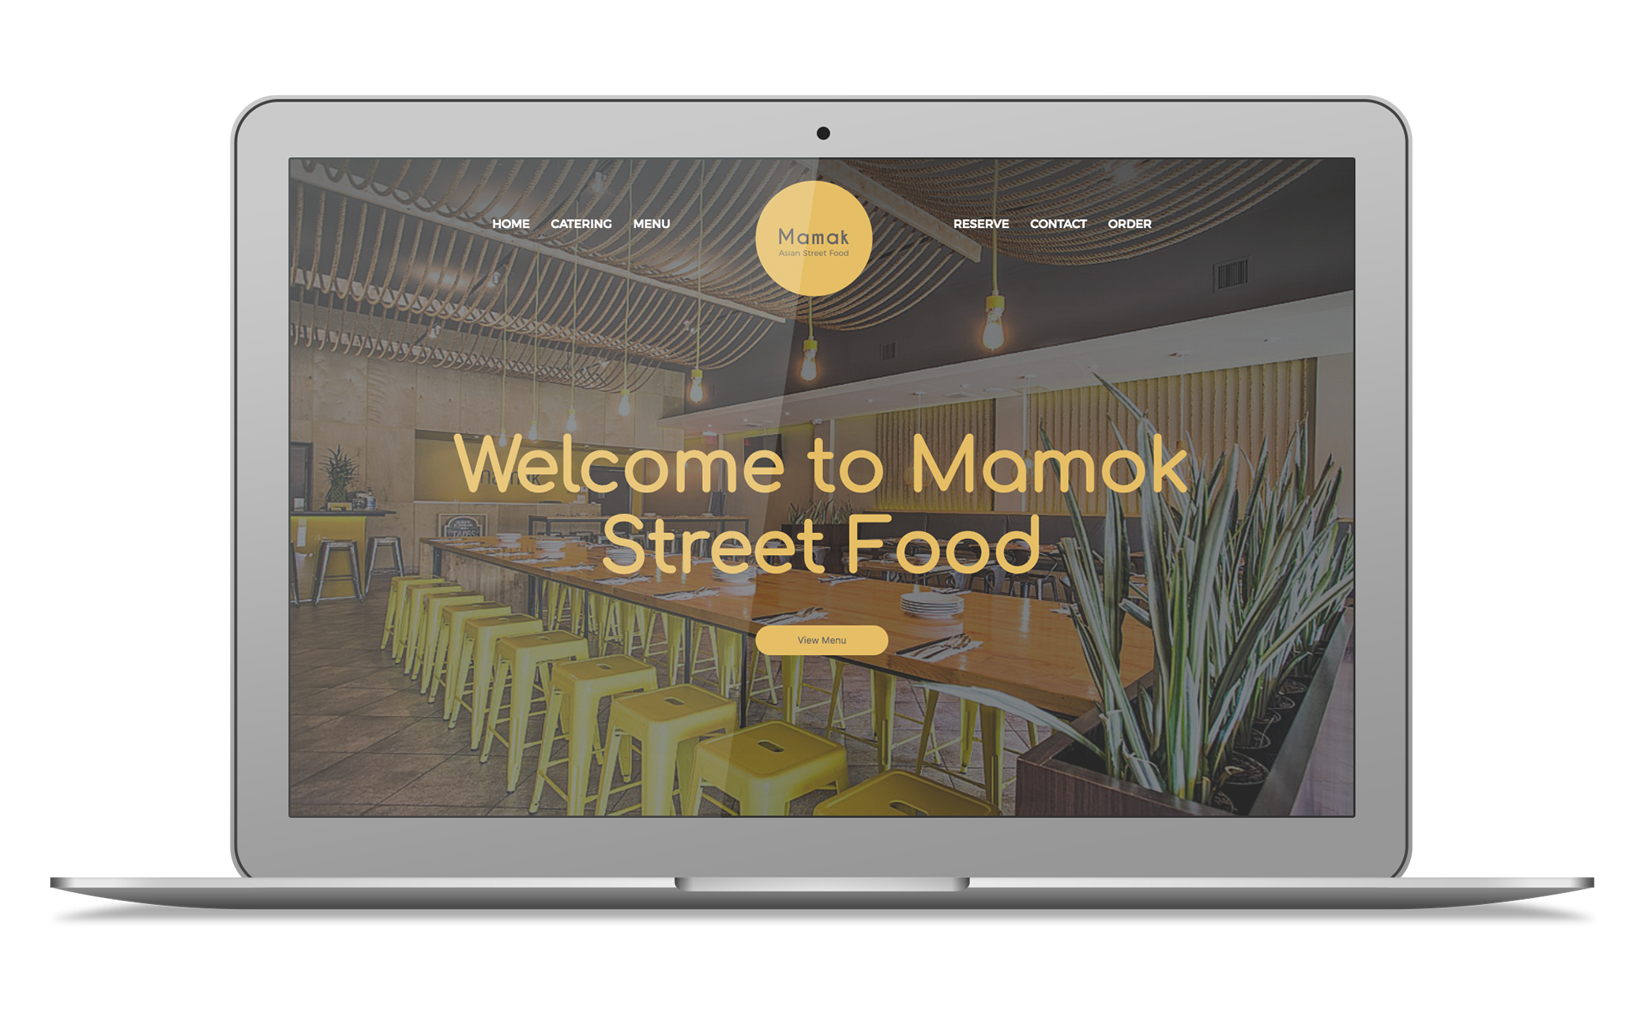 HOME CATERING MENU
Mamak
Asian Street Food
RESERVE CONTACT ORDER
Welcome to Mamok
Street Food
View Menu